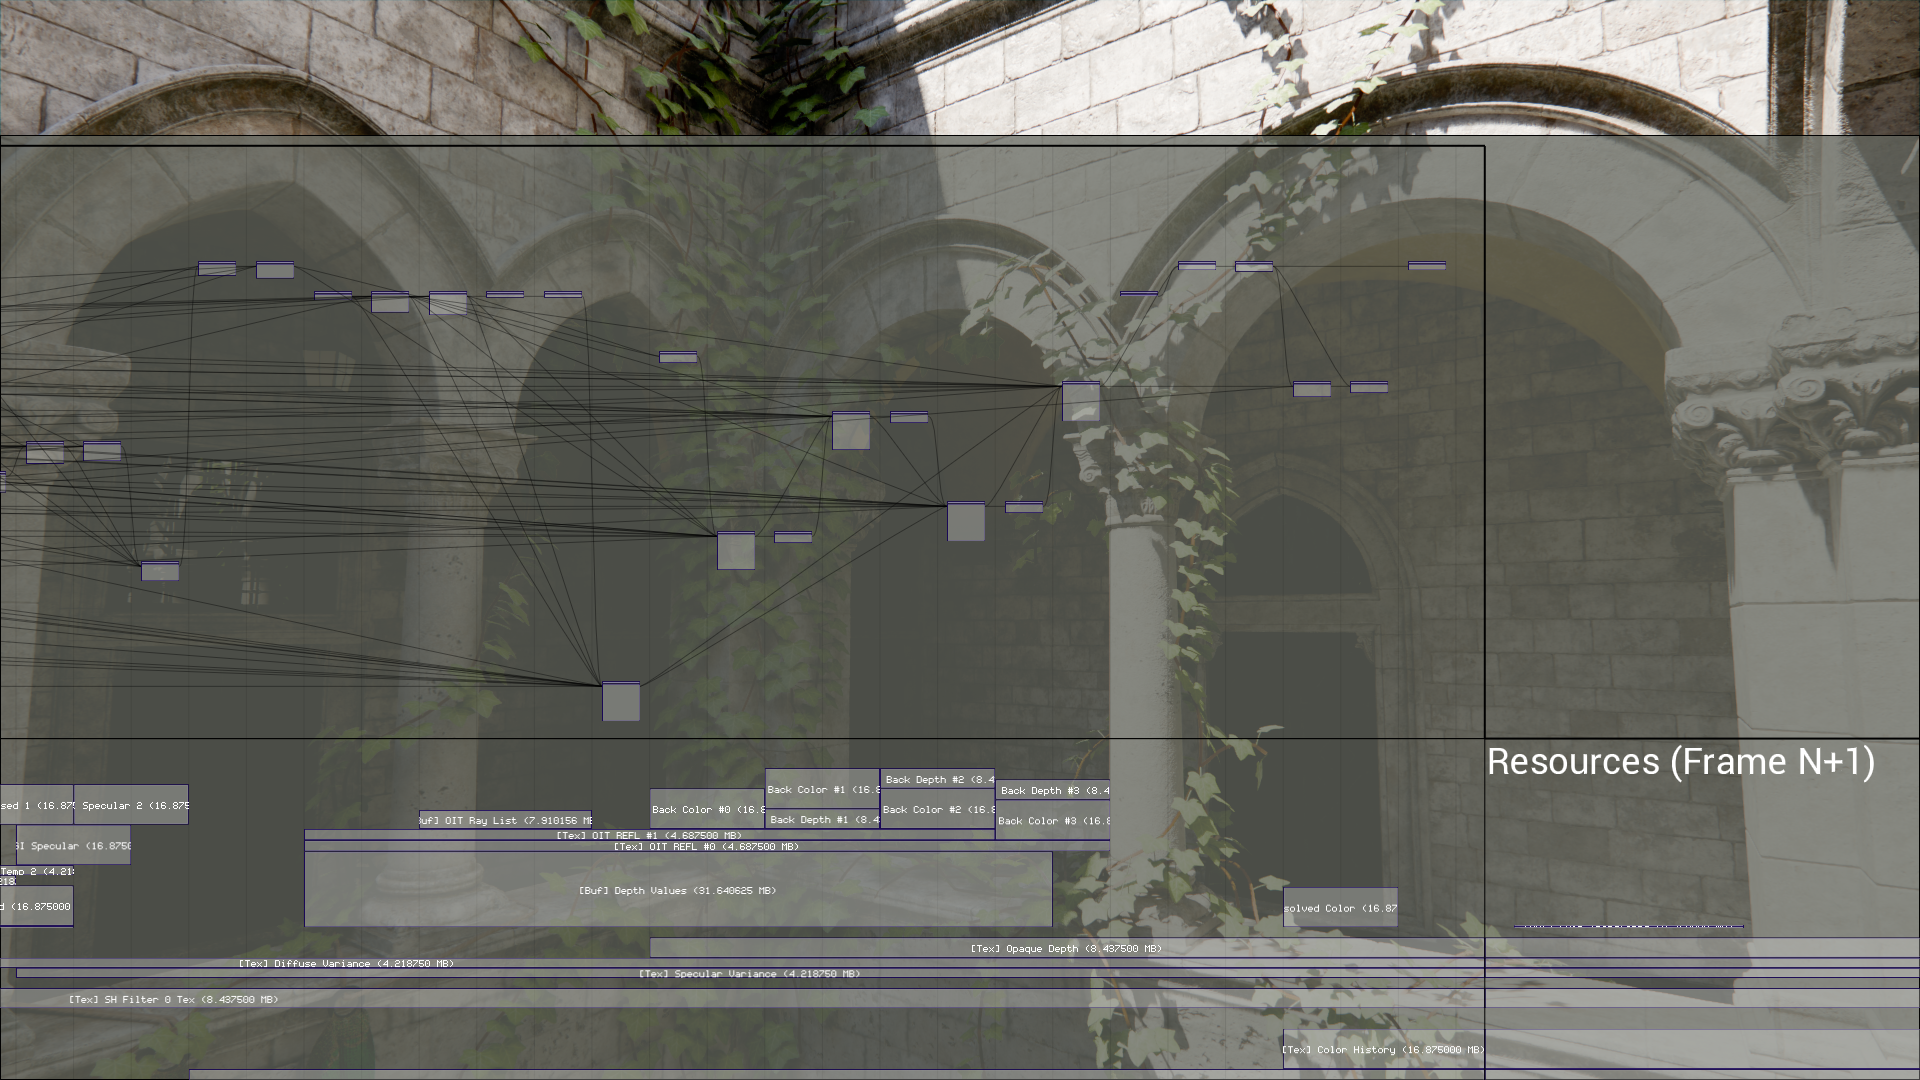 Resources (Frame N+1)
Back Depth #2 (8.4
Back Color #1 (16.8
Back Depth #3 (8.4
sed 1 (16.875
Specular 2 (16.875
Back Color #0 (16.8
Back Color #2 (16.8
Back Depth #1 (8.4
Back Color #3 (16.8
uf] OIT Ray List (7.910156 MB
[Tex] OIT REFL #1 (4.687500 MB)
GI Specular (16.8750
[Tex] OIT REFL #0 (4.687500 MB)
Temp 2 (4.218
218
[Buf] Depth Values (31.640625 MB)
d (16.875000
solved Color (16.87
[Tex] Opaque Depth (8.437500 MB)
[Tex] Diffuse Variance (4.218750 MB)
[Tex] Specular Variance (4.218750 MB)
[Tex] SH Filter 0 Tex (8.437500 MB)
[Tex] Color History (16.875000 MB)